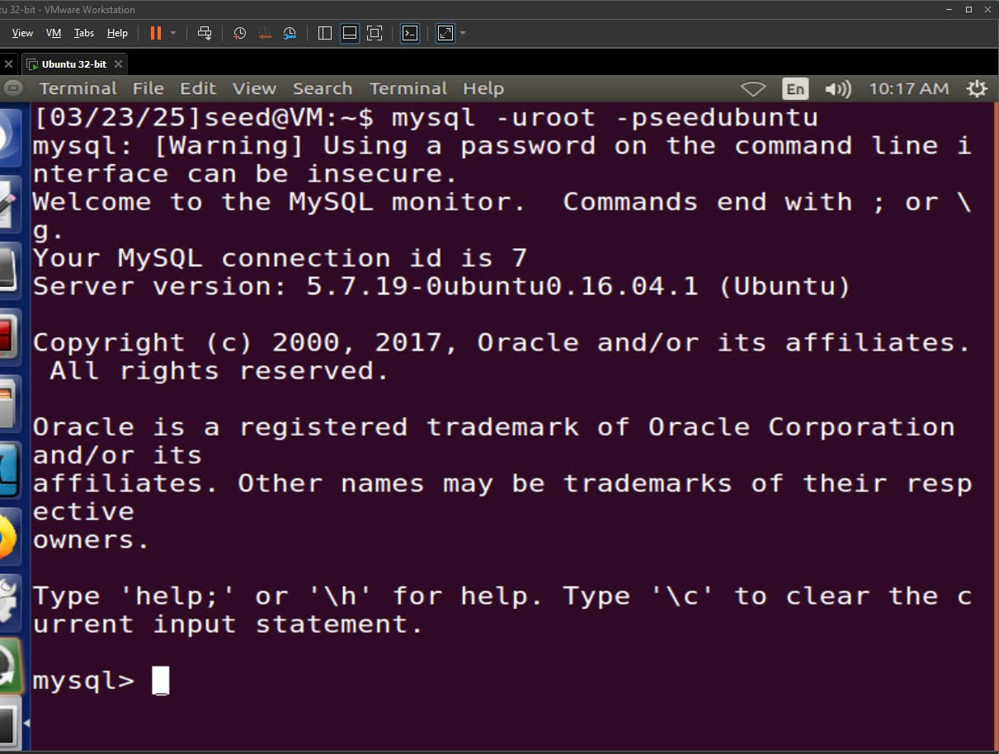 tu 32-bit - VMware Workstation
View VM Tabs Help
Ubuntu 32-bit
Terminal File Edit View Search Terminal Help En 10:17 AM
[03/23/25]seed@VM:~$ mysql -uroot -pseedubuntu
mysql: [Warning] Using a password on the command line i
nterface can be insecure.
Welcome to the MySQL monitor.  Commands end with ; or \
g.
Your MySQL connection id is 7
Server version: 5.7.19-0ubuntu0.16.04.1 (Ubuntu)
Copyright (c) 2000, 2017, Oracle and/or its affiliates.
 All rights reserved.
Oracle is a registered trademark of Oracle Corporation
and/or its
affiliates. Other names may be trademarks of their resp
ective
owners.
Type 'help;' or '\h' for help. Type '\c' to clear the c
urrent input statement.
mysql>